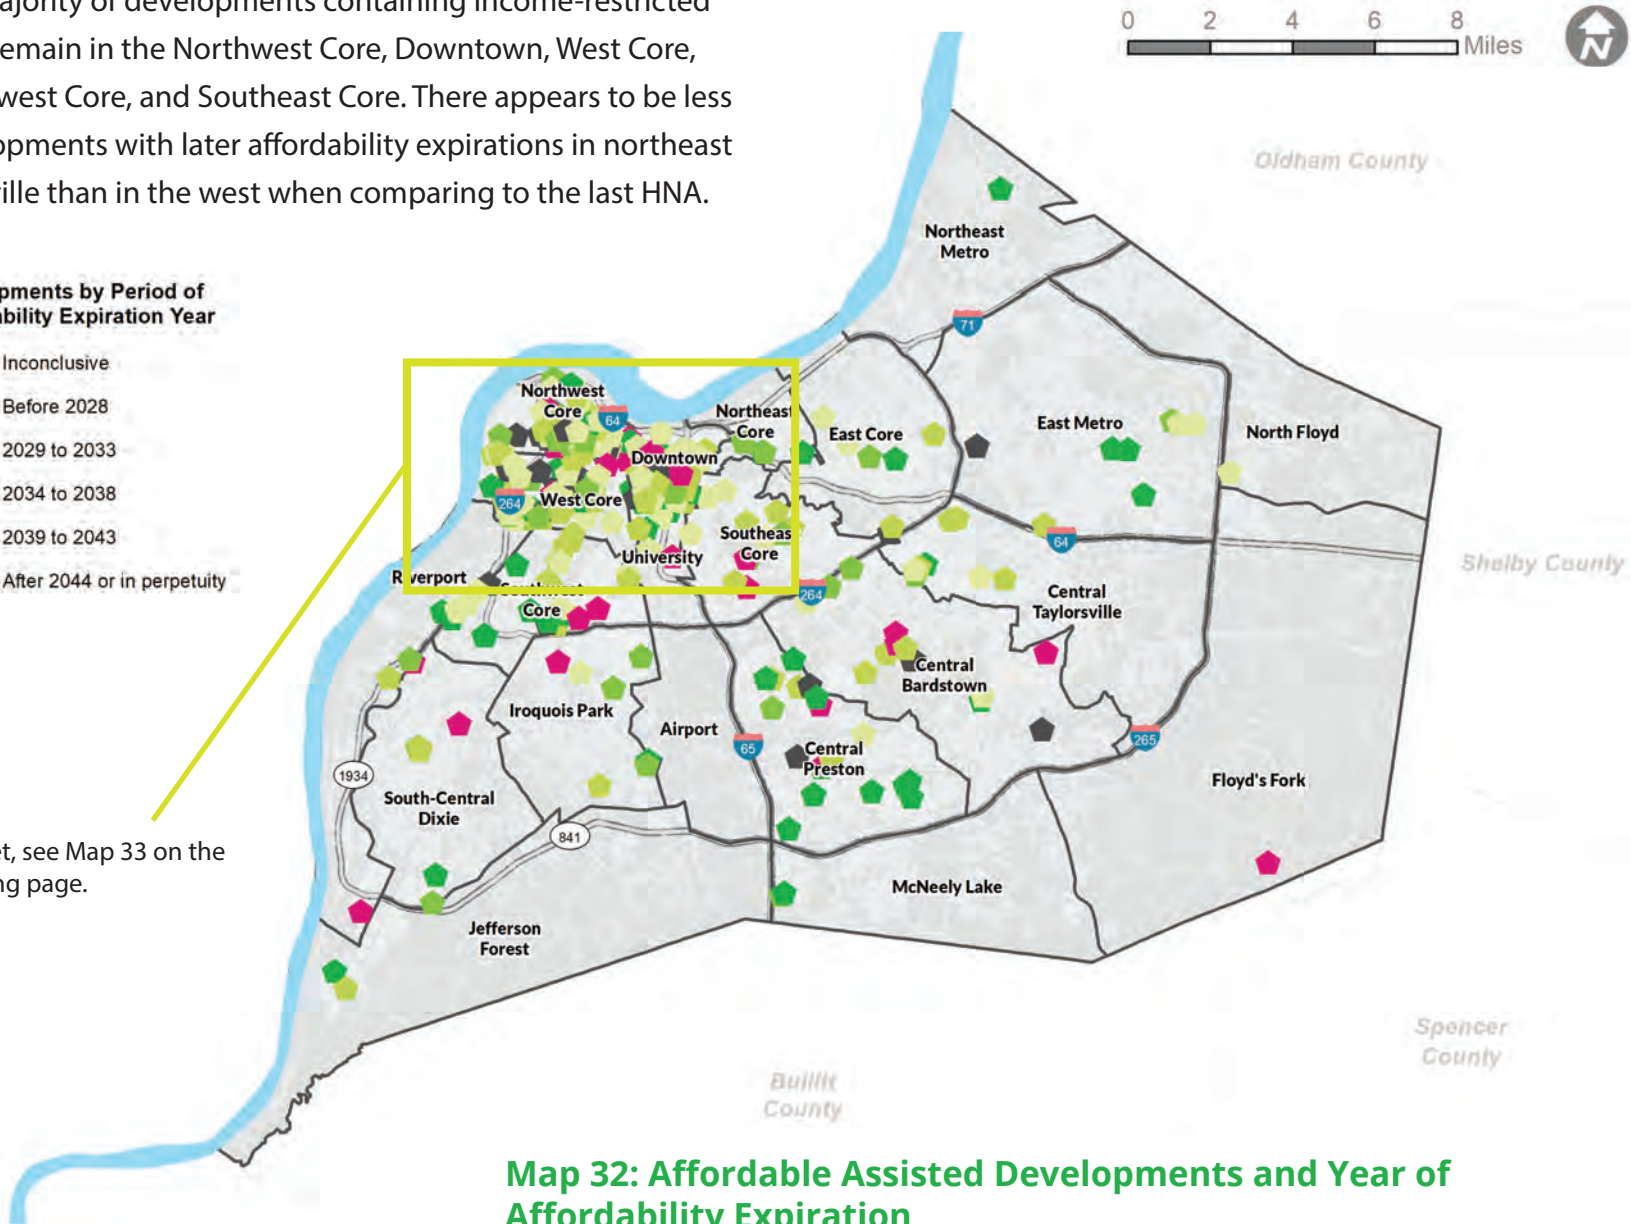 ajority of developments containing income-restricted
emain in the Northwest Core, Downtown, West Core,
west Core, and Southeast Core. There appears to be less
opments with later affordability expirations in northeast
ville than in the west when comparing to the last HNA.
0 2 4 6 8
Miles
N
pments by Period of
bility Expiration Year
Inconclusive
Before 2028
2029 to 2033
2034 to 2038
2039 to 2043
After 2044 or in perpetuity
Oldham County
Northeast
Metro
71
Northwest
Core
64
Northeast
Core
East Core
East Metro
North Floyd
Downtown
264
West Core
Southeas
Core
University
64
Shelby County
Riverport
Southwest
Core
264
Central
Taylorsville
Central
Bardstown
Iroquois Park
Airport
65
265
Central
Preston
1934
Floyd's Fork
South-Central
Dixie
841
et, see Map 33 on the
ng page.
McNeely Lake
Jefferson
Forest
Spencer
County
Bullitt
County
Map 32: Affordable Assisted Developments and Year of
Affordability Expiration